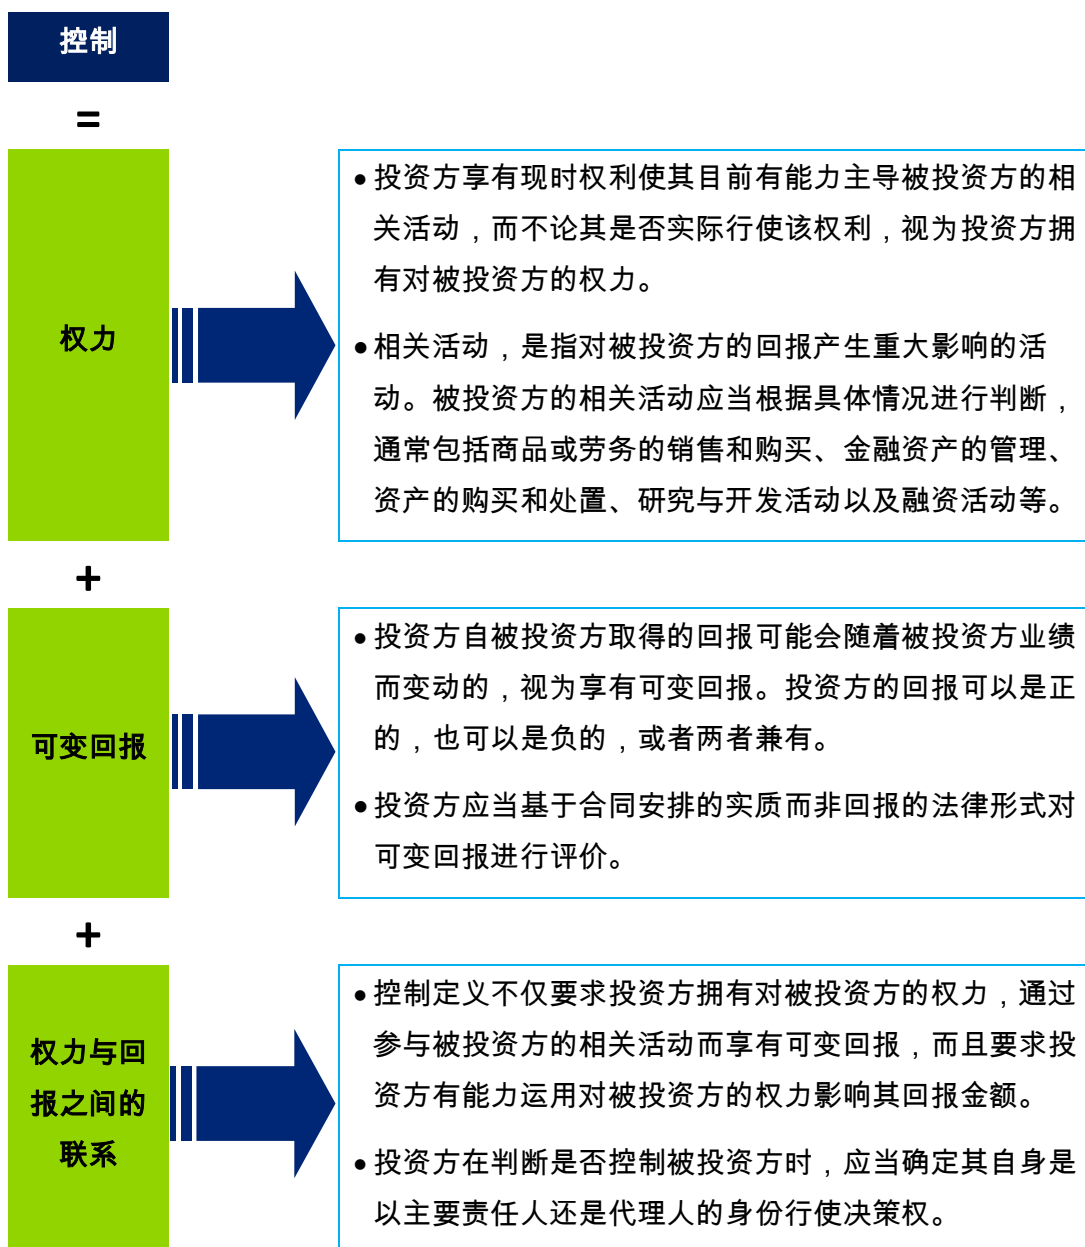 控制
=
权力
● 投资方享有现时权利使其目前有能力主导被投资方的相
关活动，而不论其是否实际行使该权利，视为投资方拥
有对被投资方的权力。
● 相关活动，是指对被投资方的回报产生重大影响的活
动。被投资方的相关活动应当根据具体情况进行判断，
通常包括商品或劳务的销售和购买、金融资产的管理、
资产的购买和处置、研究与开发活动以及融资活动等。
+
可变回报
● 投资方自被投资方取得的回报可能会随着被投资方业绩
而变动的，视为享有可变回报。投资方的回报可以是正
的，也可以是负的，或者两者兼有。
● 投资方应当基于合同安排的实质而非回报的法律形式对
可变回报进行评价。
+
权力与回
报之间的
联系
● 控制定义不仅要求投资方拥有对被投资方的权力，通过
参与被投资方的相关活动而享有可变回报，而且要求投
资方有能力运用对被投资方的权力影响其回报金额。
● 投资方在判断是否控制被投资方时，应当确定其自身是
以主要责任人还是代理人的身份行使决策权。